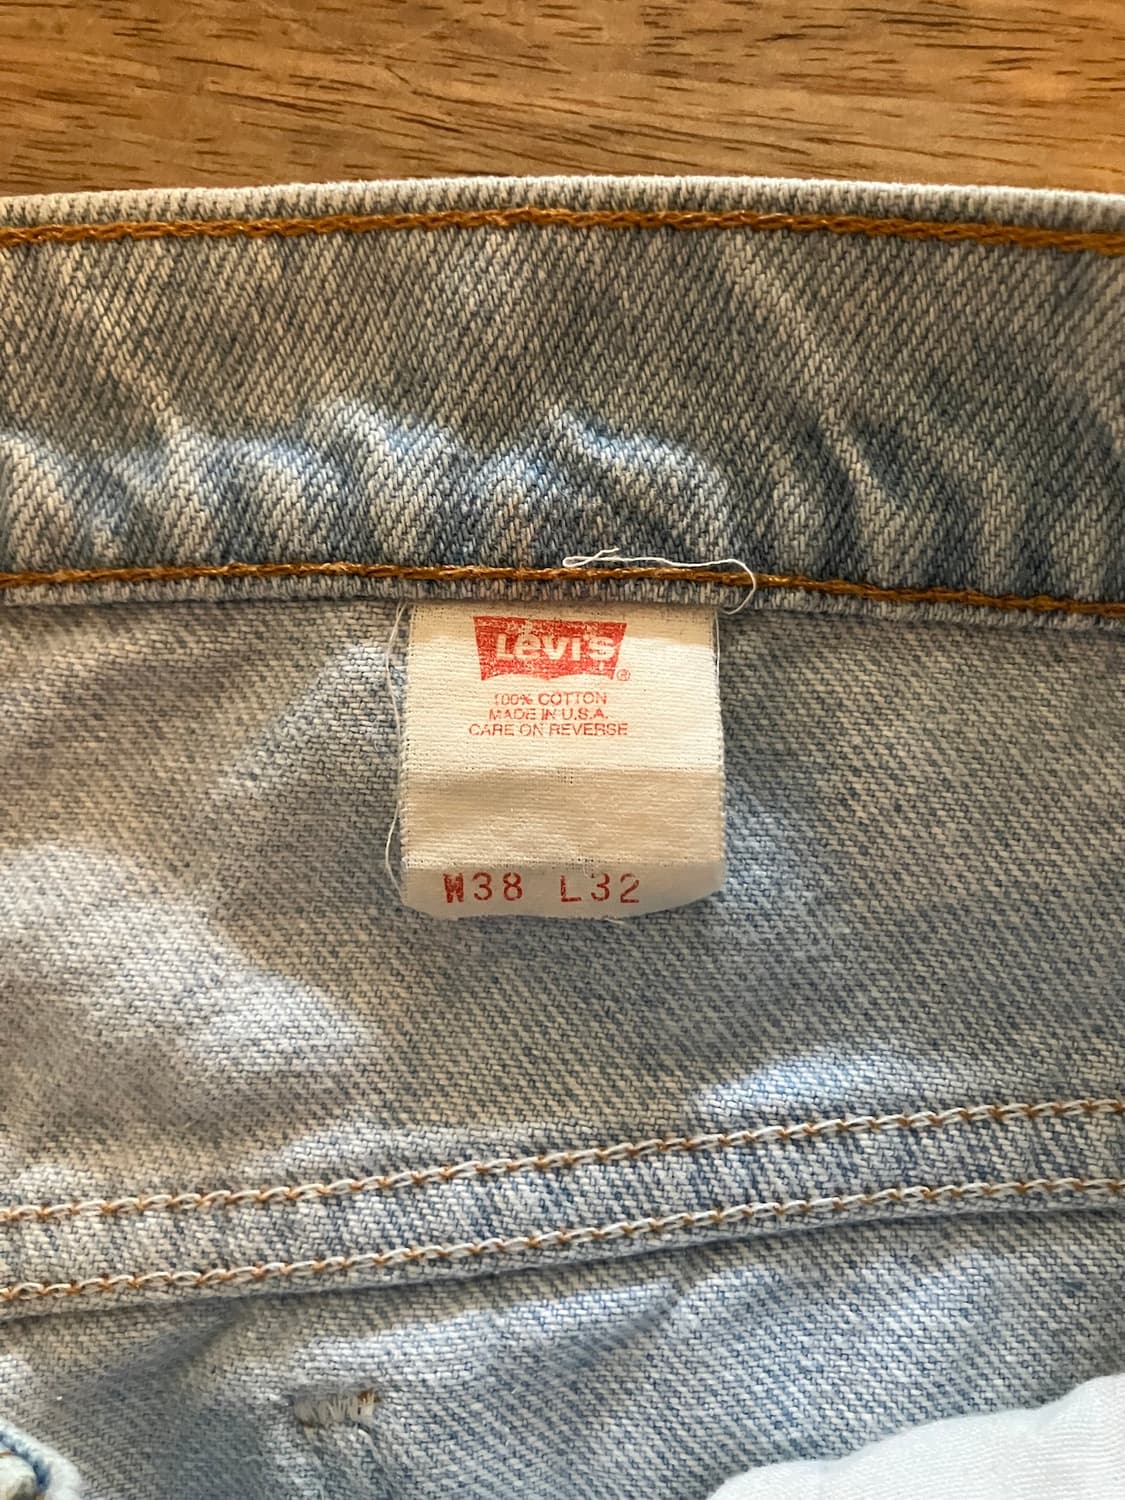 Levi's ®
100% COTTON
MADE IN U.S.A.
CARE ON REVERSE
W38 L32